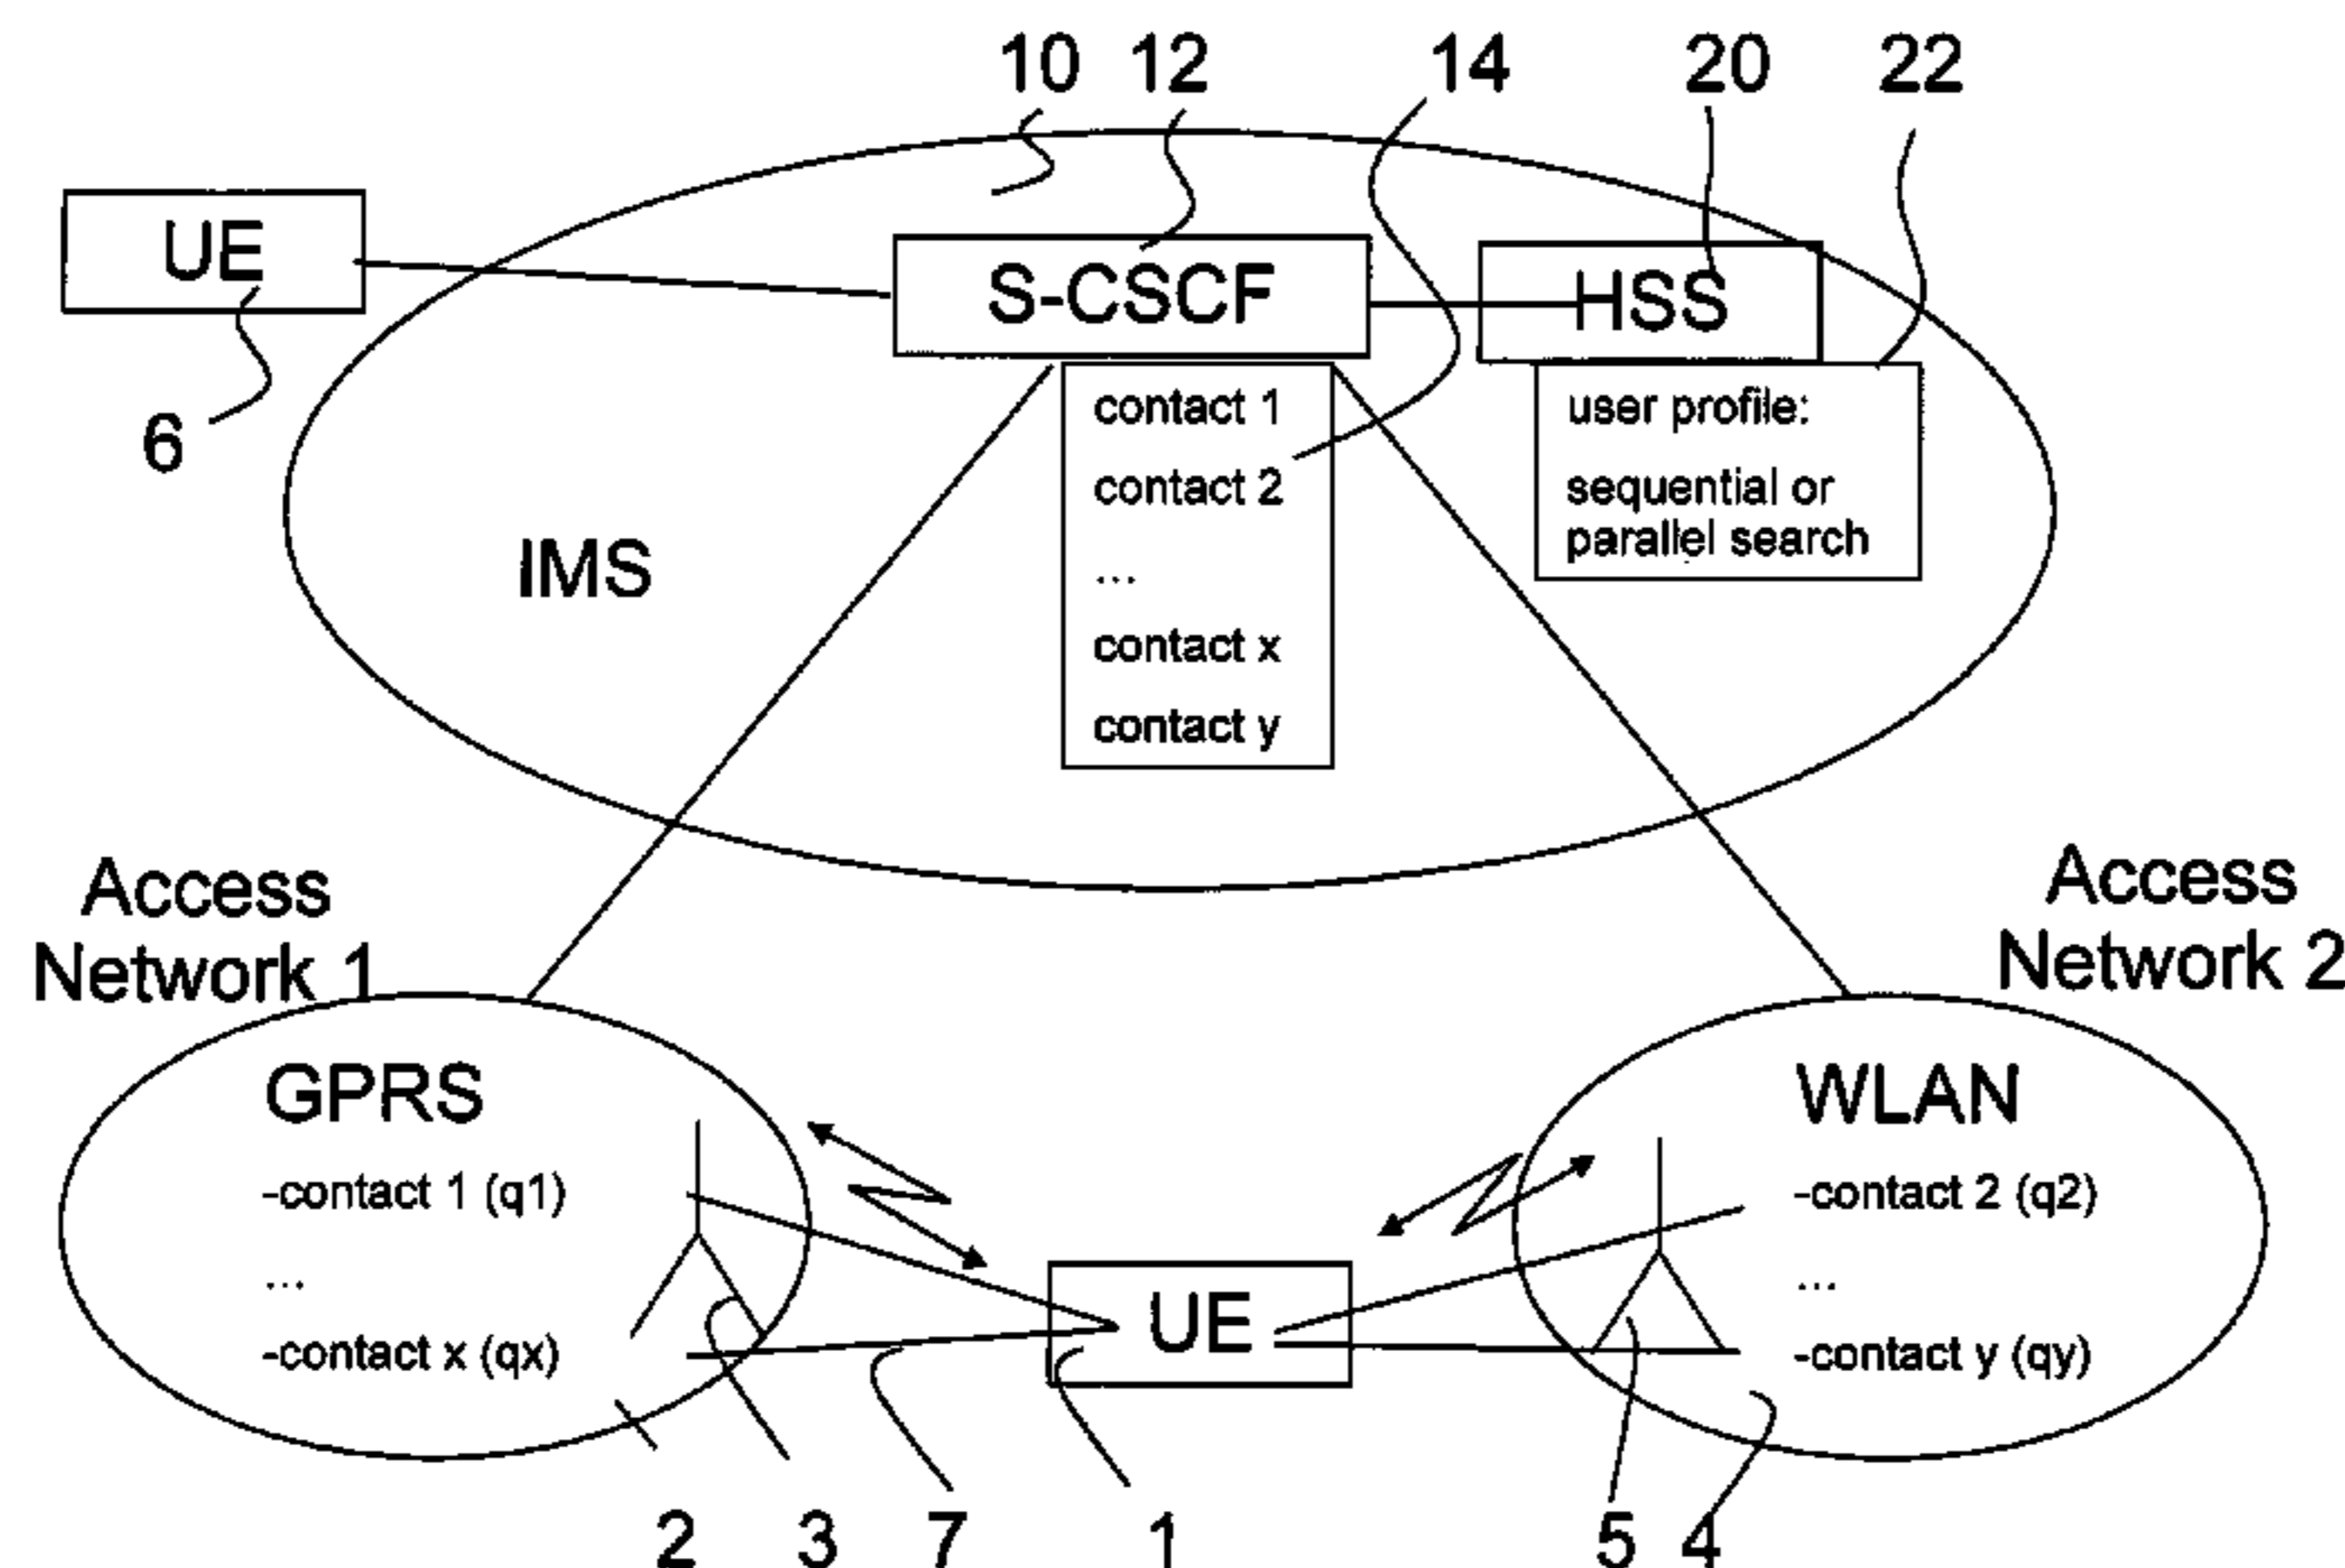 10 12 14 20 22
UE
S-CSCF
HSS
6
contact 1
contact 2
...
contact x
contact y
user profile:
sequential or
parallel search
IMS
Access
Network 1
Access
Network 2
GPRS
-contact 1 (q1)
...
-contact x (qx)
UE
WLAN
-contact 2 (q2)
...
-contact y (qy)
2 3 7 1 5 4